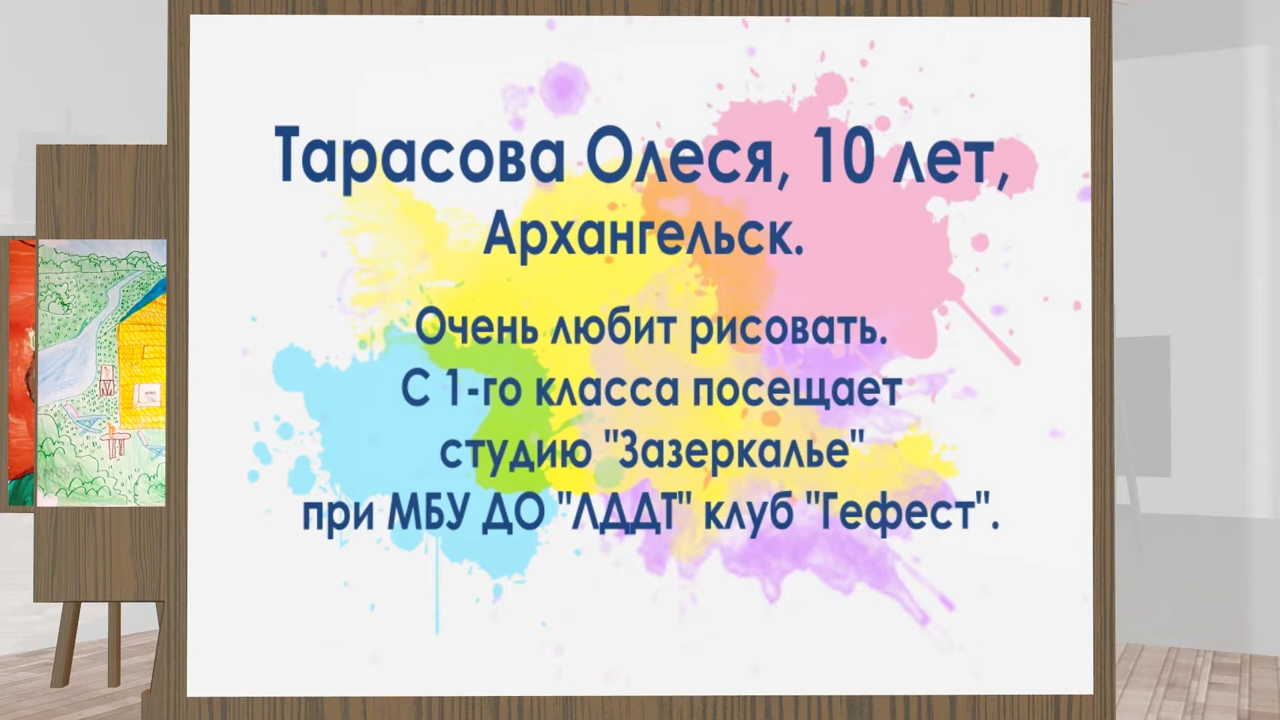 Тарасова Олеся, 10 лет,
Архангельск.
Очень любит рисовать.
С 1-го класса посещает
студию "Зазеркалье"
при МБУ ДО "ЛДДТ" клуб "Гефест".